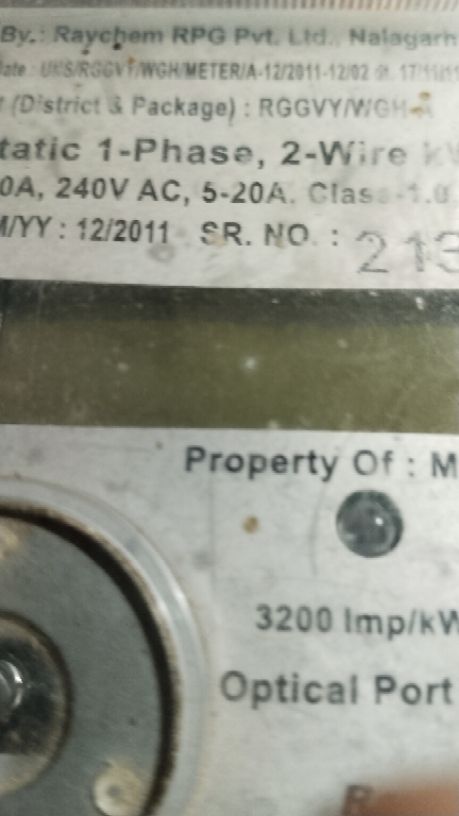 By.: Raychem RPG Pvt. Ltd., Nalagarh
(District & Package) : RGGVY/WGH-A
tatic 1-Phase, 2-Wire
0A, 240V AC, 5-20A. Class-1.0
/YY : 12/2011 SR. NO. : 213
Property Of : M
3200 Imp/kW
Optical Port